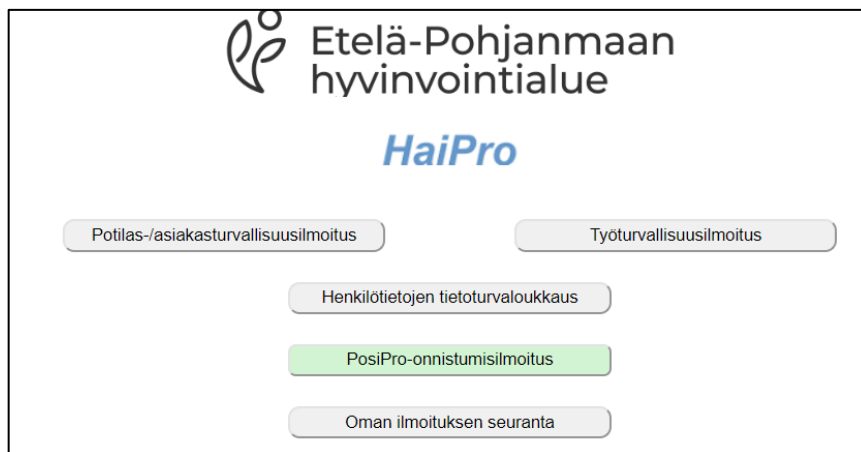 Etelä-Pohjanmaan
hyvinvointialue
HaiPro
Potilas-/asiakasturvallisuusilmoitus
Työturvallisuusilmoitus
Henkilötietojen tietoturvaloukkaus
PosiPro-onnistumisilmoitus
Oman ilmoituksen seuranta